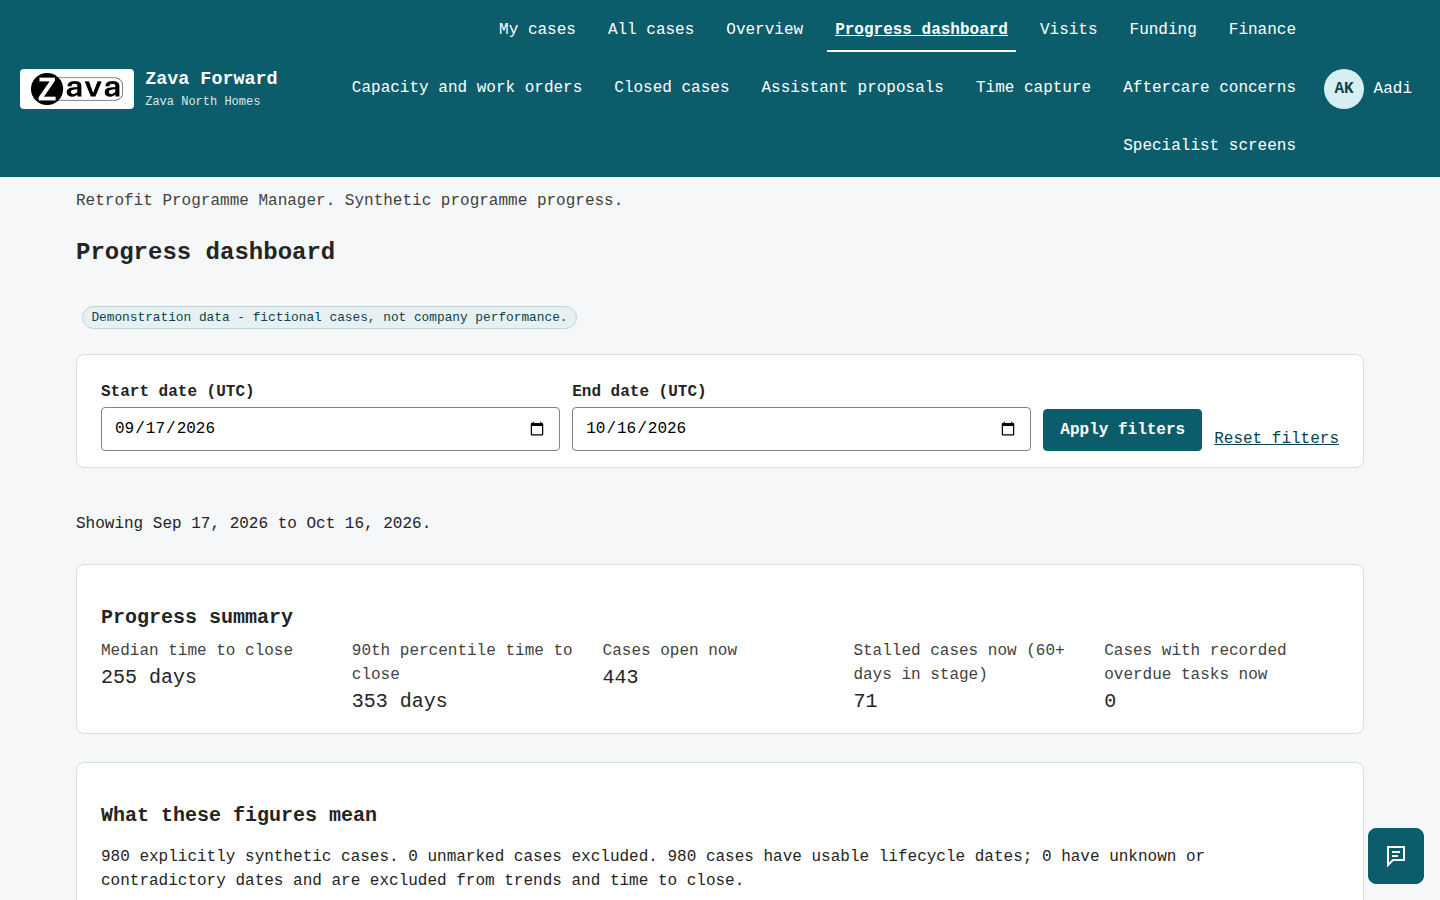 My cases All cases Overview Progress dashboard Visits Funding Finance
Zava Zava Forward
Zava North Homes
Capacity and work orders Closed cases Assistant proposals Time capture Aftercare concerns AK Aadi
Specialist screens
Retrofit Programme Manager. Synthetic programme progress.
Progress dashboard
Demonstration data - fictional cases, not company performance.
Start date (UTC) End date (UTC)
09/17/2026 10/16/2026 Apply filters Reset filters
Showing Sep 17, 2026 to Oct 16, 2026.
Progress summary
Median time to close
255 days
90th percentile time to
close
353 days
Cases open now
443
Stalled cases now (60+
days in stage)
71
Cases with recorded
overdue tasks now
0
What these figures mean
980 explicitly synthetic cases. 0 unmarked cases excluded. 980 cases have usable lifecycle dates; 0 have unknown or
contradictory dates and are excluded from trends and time to close.